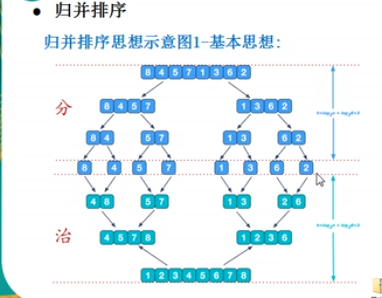 • 归并排序
归并排序思想示意图1-基本思想：
8 4 5 7 1 3 6 2
分
8 4 5 7 1 3 6 2
8 4 5 7 1 3 6 2
8 4 5 7 1 3 6 2
4 8 5 7 1 3 2 6
治
4 5 7 8 1 2 3 6
1 2 3 4 5 6 7 8